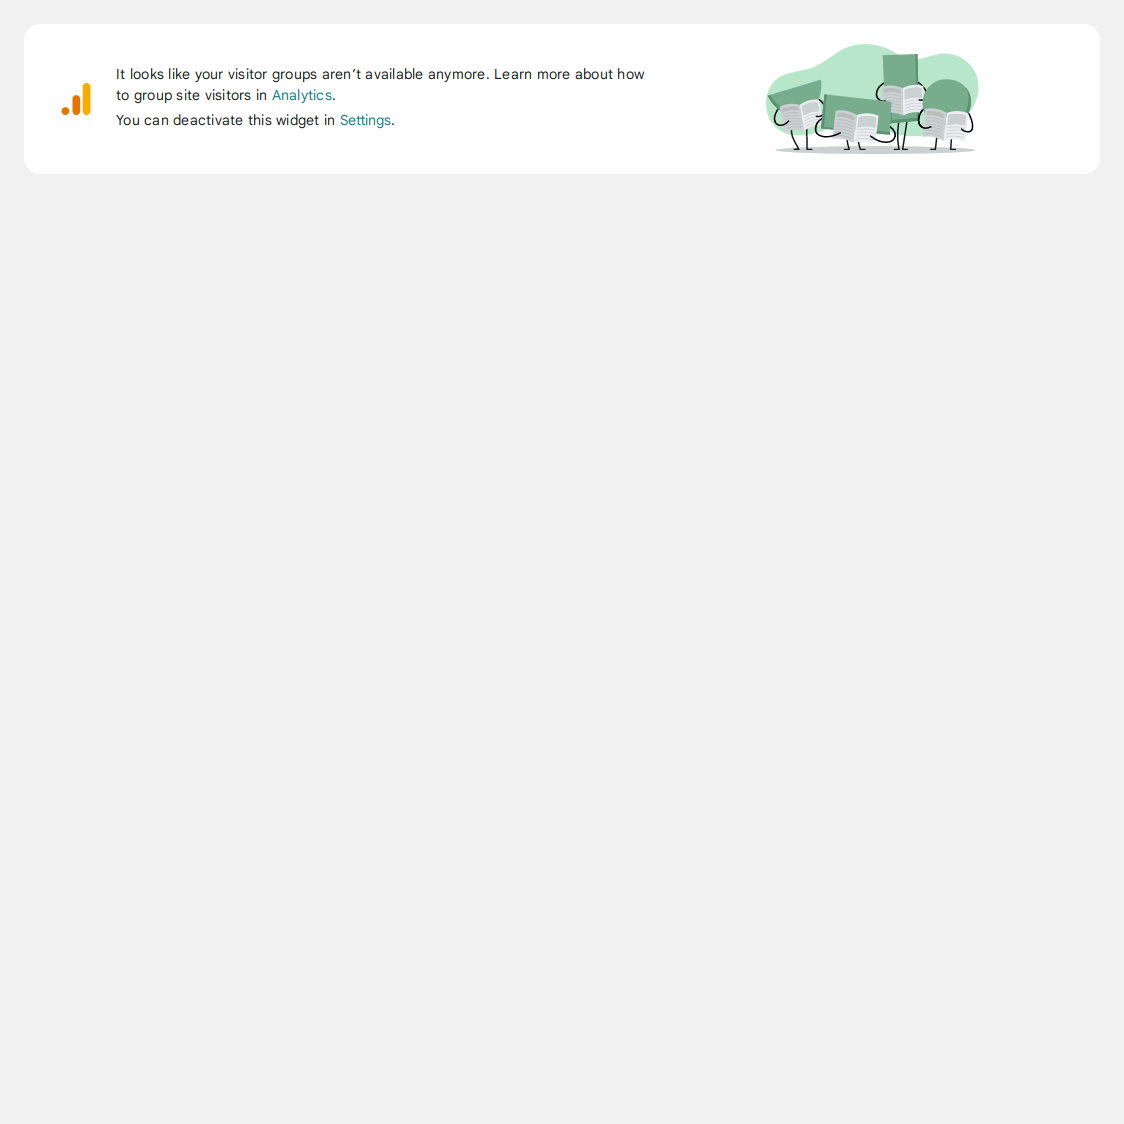 It looks like your visitor groups aren’t available anymore. Learn more about how
to group site visitors in Analytics.
You can deactivate this widget in Settings.